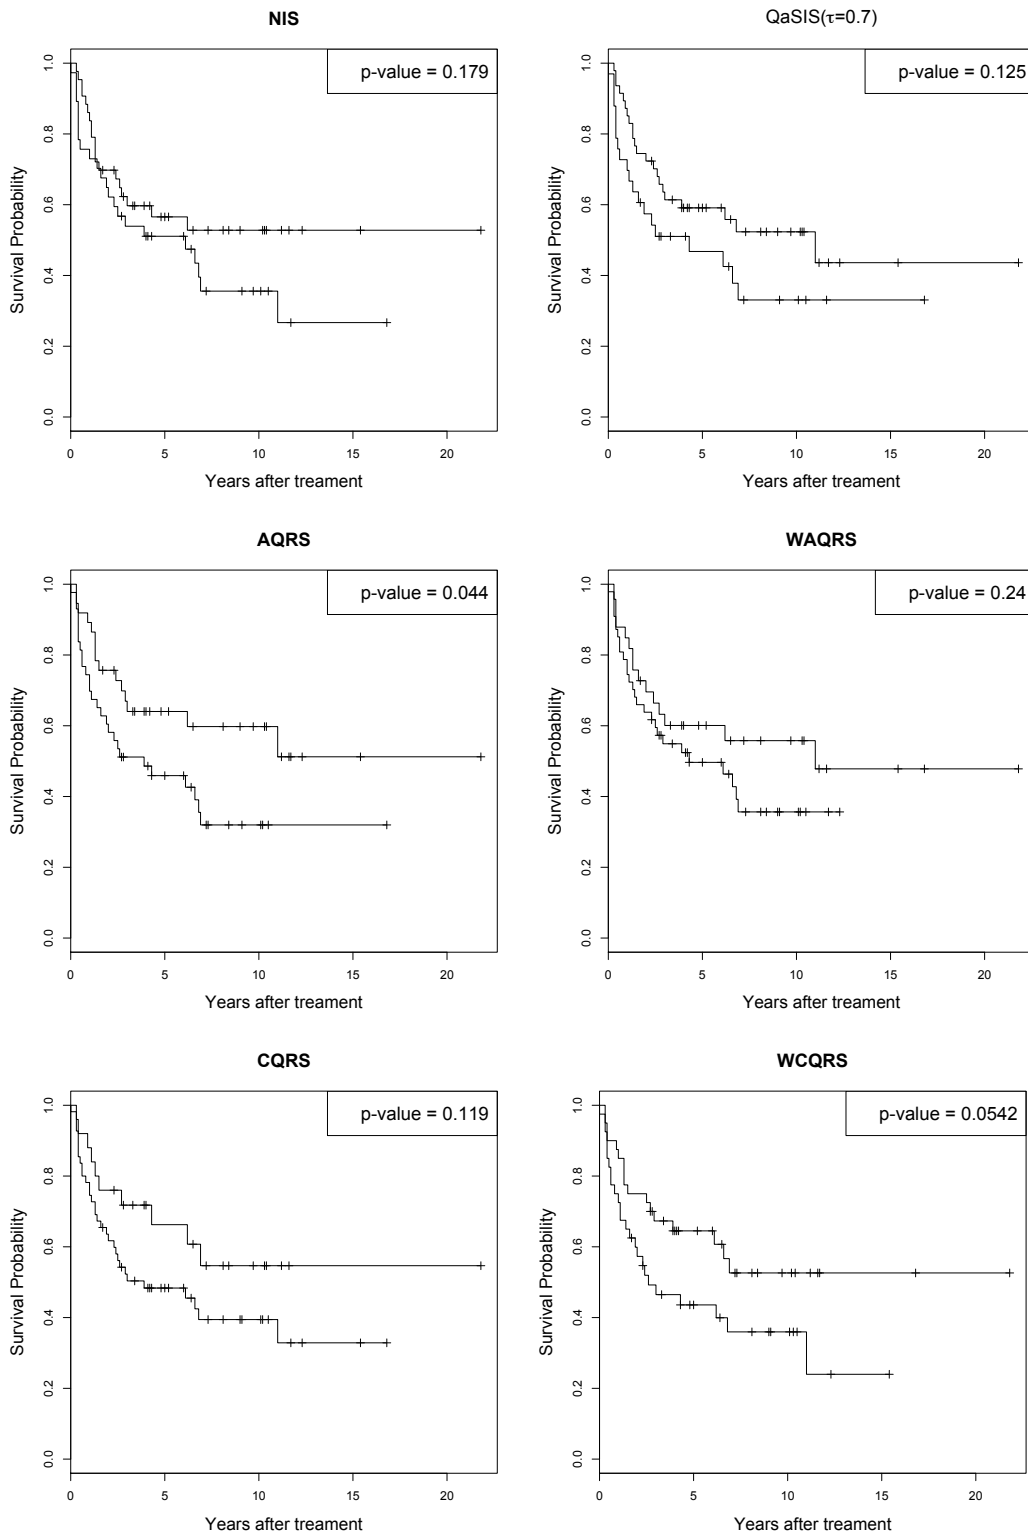 NIS
p-value = 0.179
Survival Probability
0.0 0.2 0.4 0.6 0.8 1.0
0 5 10 15 20
Years after treament
QaSIS(τ=0.7)
p-value = 0.125
Survival Probability
0.0 0.2 0.4 0.6 0.8 1.0
0 5 10 15 20
Years after treament
AQRS
p-value = 0.044
Survival Probability
0.0 0.2 0.4 0.6 0.8 1.0
0 5 10 15 20
Years after treament
WAQRS
p-value = 0.24
Survival Probability
0.0 0.2 0.4 0.6 0.8 1.0
0 5 10 15 20
Years after treament
CQRS
p-value = 0.119
Survival Probability
0.0 0.2 0.4 0.6 0.8 1.0
0 5 10 15 20
Years after treament
WCQRS
p-value = 0.0542
Survival Probability
0.0 0.2 0.4 0.6 0.8 1.0
0 5 10 15 20
Years after treament